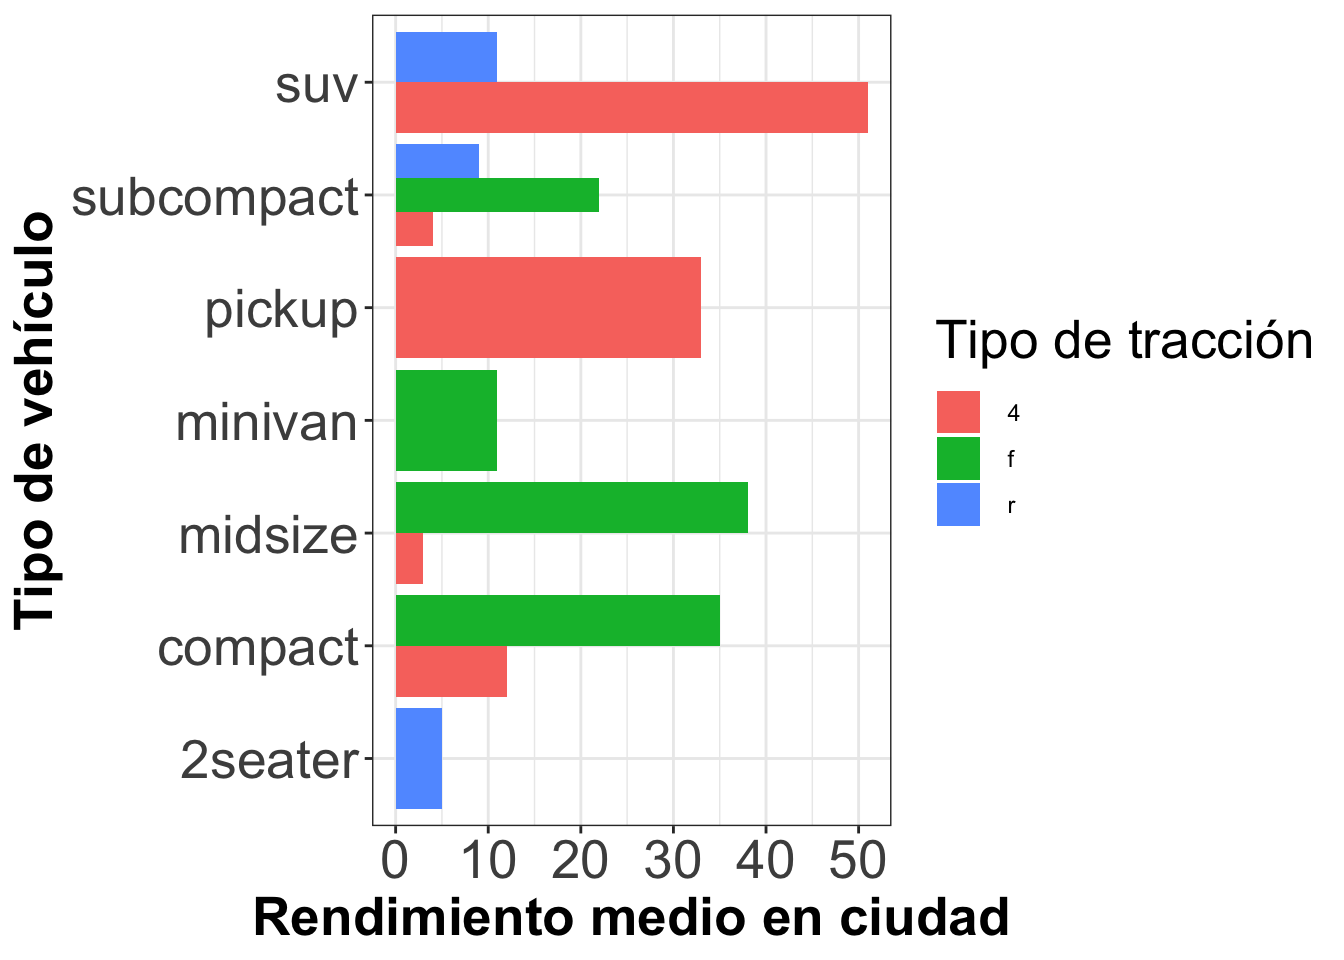 Tipo de vehículo
suv
subcompact
pickup
minivan
midsize
compact
2seater
0 10 20 30 40 50
Rendimiento medio en ciudad
Tipo de tracción
4
f
r